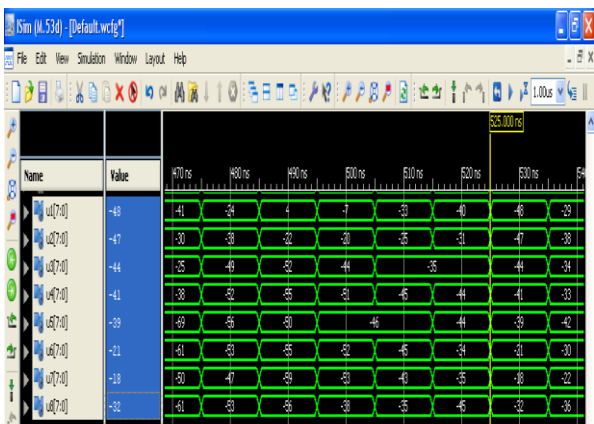 ISim (M.53d) - [Default.wcfg*]
File Edit View Simulation Window Layout Help
1.00us
525.000 ns
Name Value 470 ns 480 ns 490 ns 500 ns 510 ns 520 ns 530 ns 54
u1[7:0] -48 -41 -24 4 -7 -33 -40 -48 -29
u2[7:0] -47 -30 -38 -22 -20 -25 -31 -47 -38
u3[7:0] -44 -25 -49 -52 -44 -35 -44 -34
u4[7:0] -41 -38 -52 -55 -51 -45 -44 -41 -33
u5[7:0] -39 -69 -56 -50 -46 -44 -39 -42
u6[7:0] -21 -61 -53 -55 -52 -45 -34 -21 -30
u7[7:0] -18 -50 -47 -59 -53 -43 -35 -18 -22
u8[7:0] -32 -61 -53 -56 -38 -35 -45 -32 -36